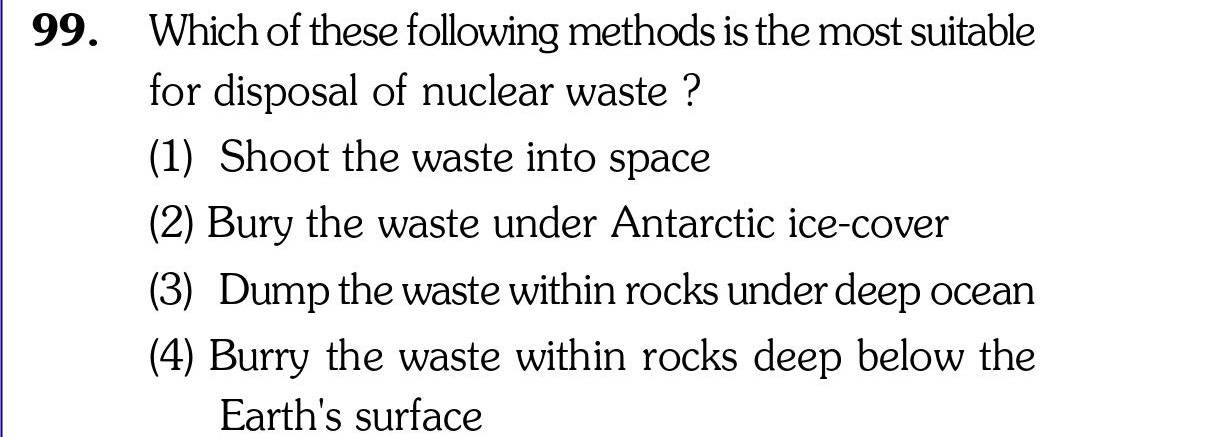 99. Which of these following methods is the most suitable
for disposal of nuclear waste ?
(1) Shoot the waste into space
(2) Bury the waste under Antarctic ice-cover
(3) Dump the waste within rocks under deep ocean
(4) Burry the waste within rocks deep below the
Earth's surface